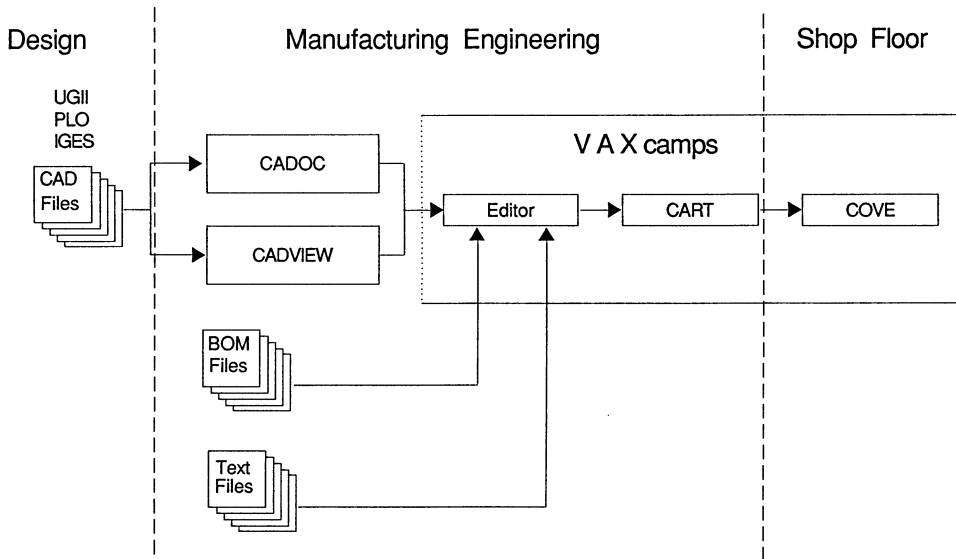 Design
Manufacturing Engineering
Shop Floor
UGII
PLO
IGES
CAD
Files
CADOC
CADVIEW
V A X camps
Editor
CART
COVE
BOM
Files
Text
Files